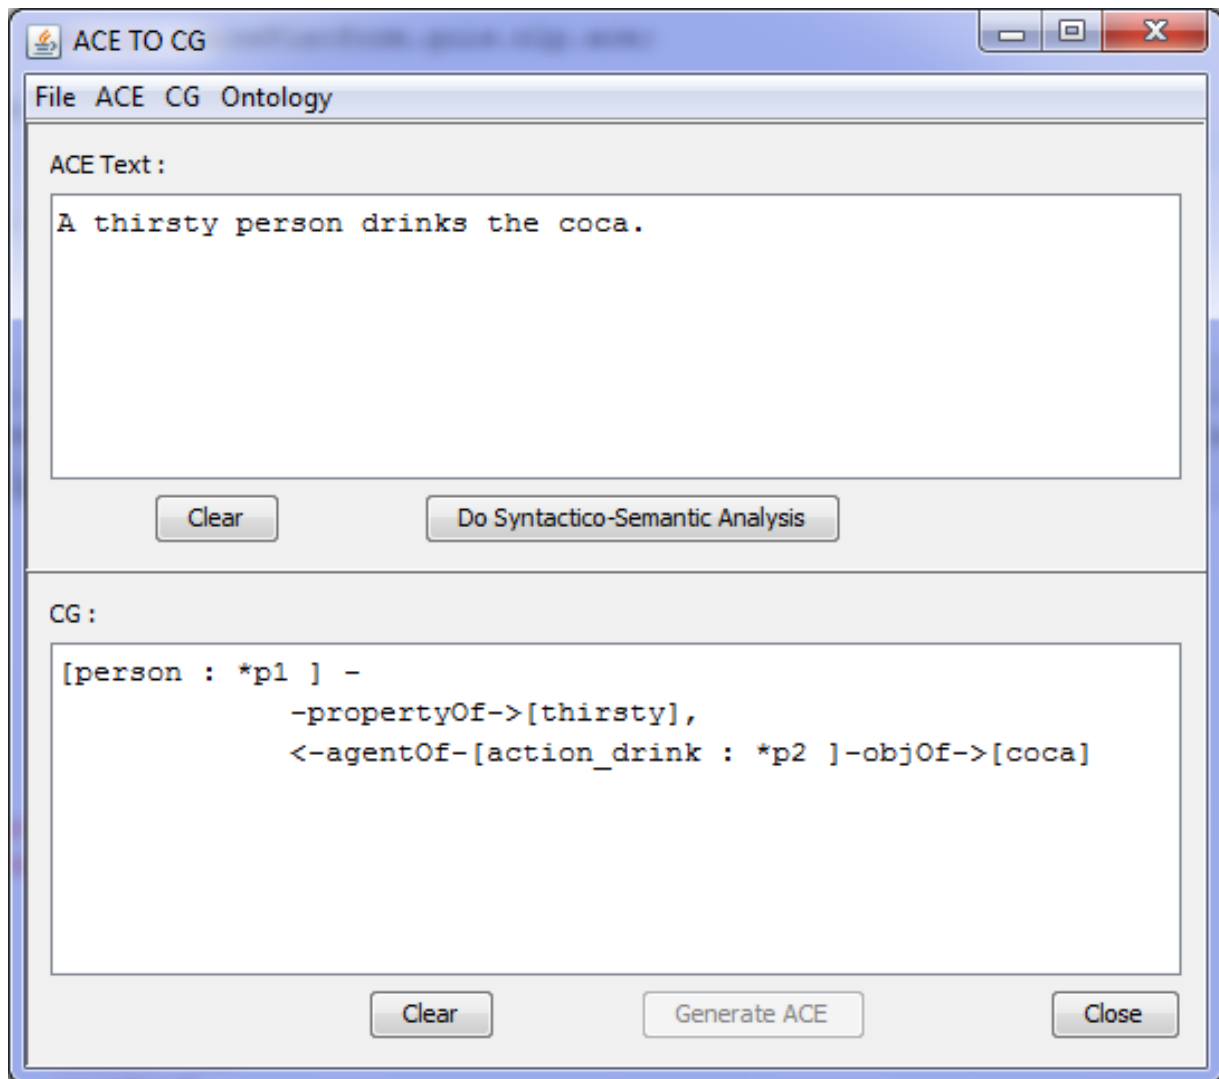 ACE TO CG
File ACE CG Ontology
ACE Text :
A thirsty person drinks the coca.
Clear Do Syntactico-Semantic Analysis
CG :
[person : *p1 ] -
-propertyOf->[thirsty],
<-agentOf-[action_drink : *p2 ]-objOf->[coca]
Clear Generate ACE Close